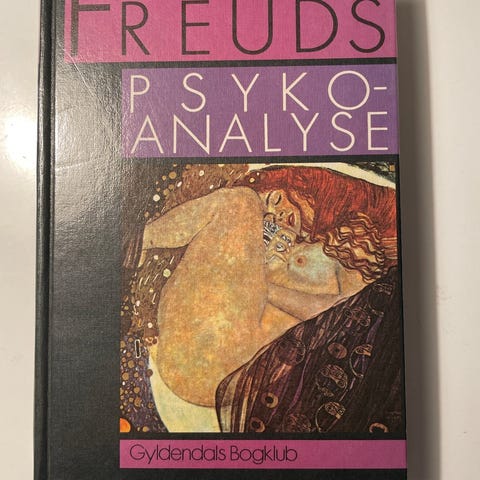 FREUDS
PSYKO-
ANALYSE
Gyldendals Bogklub